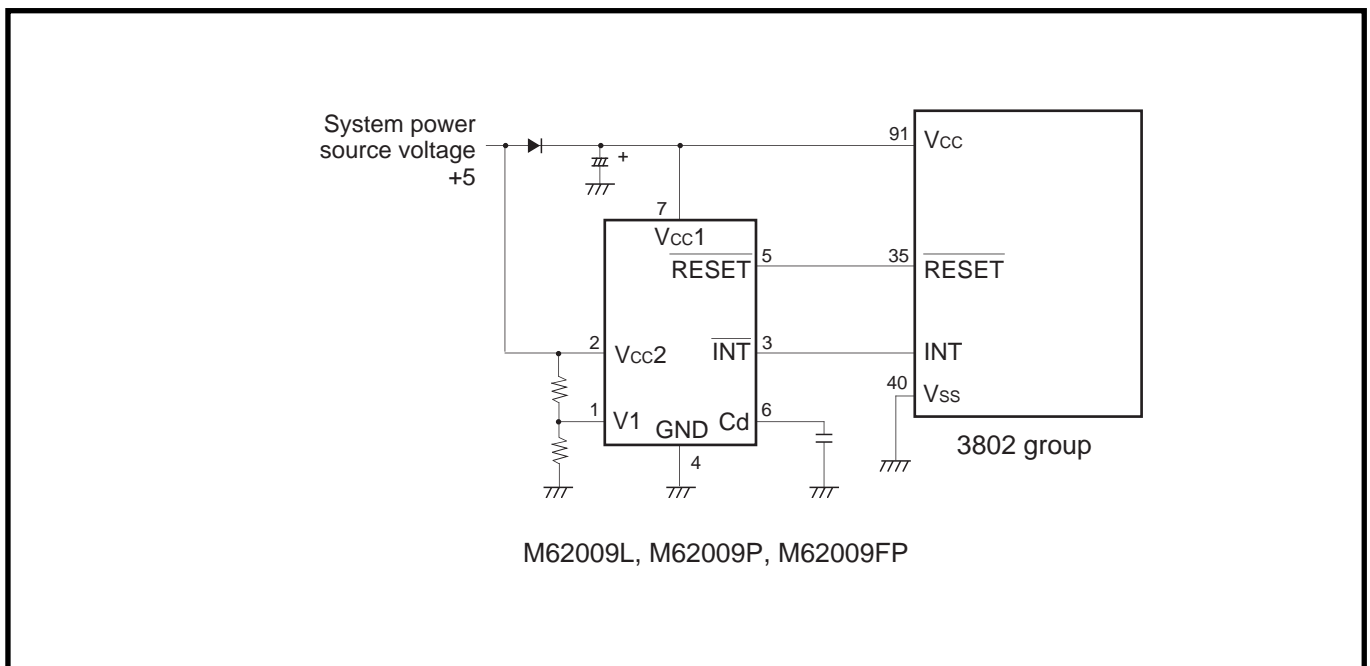 System power
source voltage
+5
+
91
VCC
7
VCC1
RESET
5
35
RESET
2
VCC2
INT
3
INT
40
VSS
1
V1
GND
Cd
6
4
3802 group
M62009L, M62009P, M62009FP